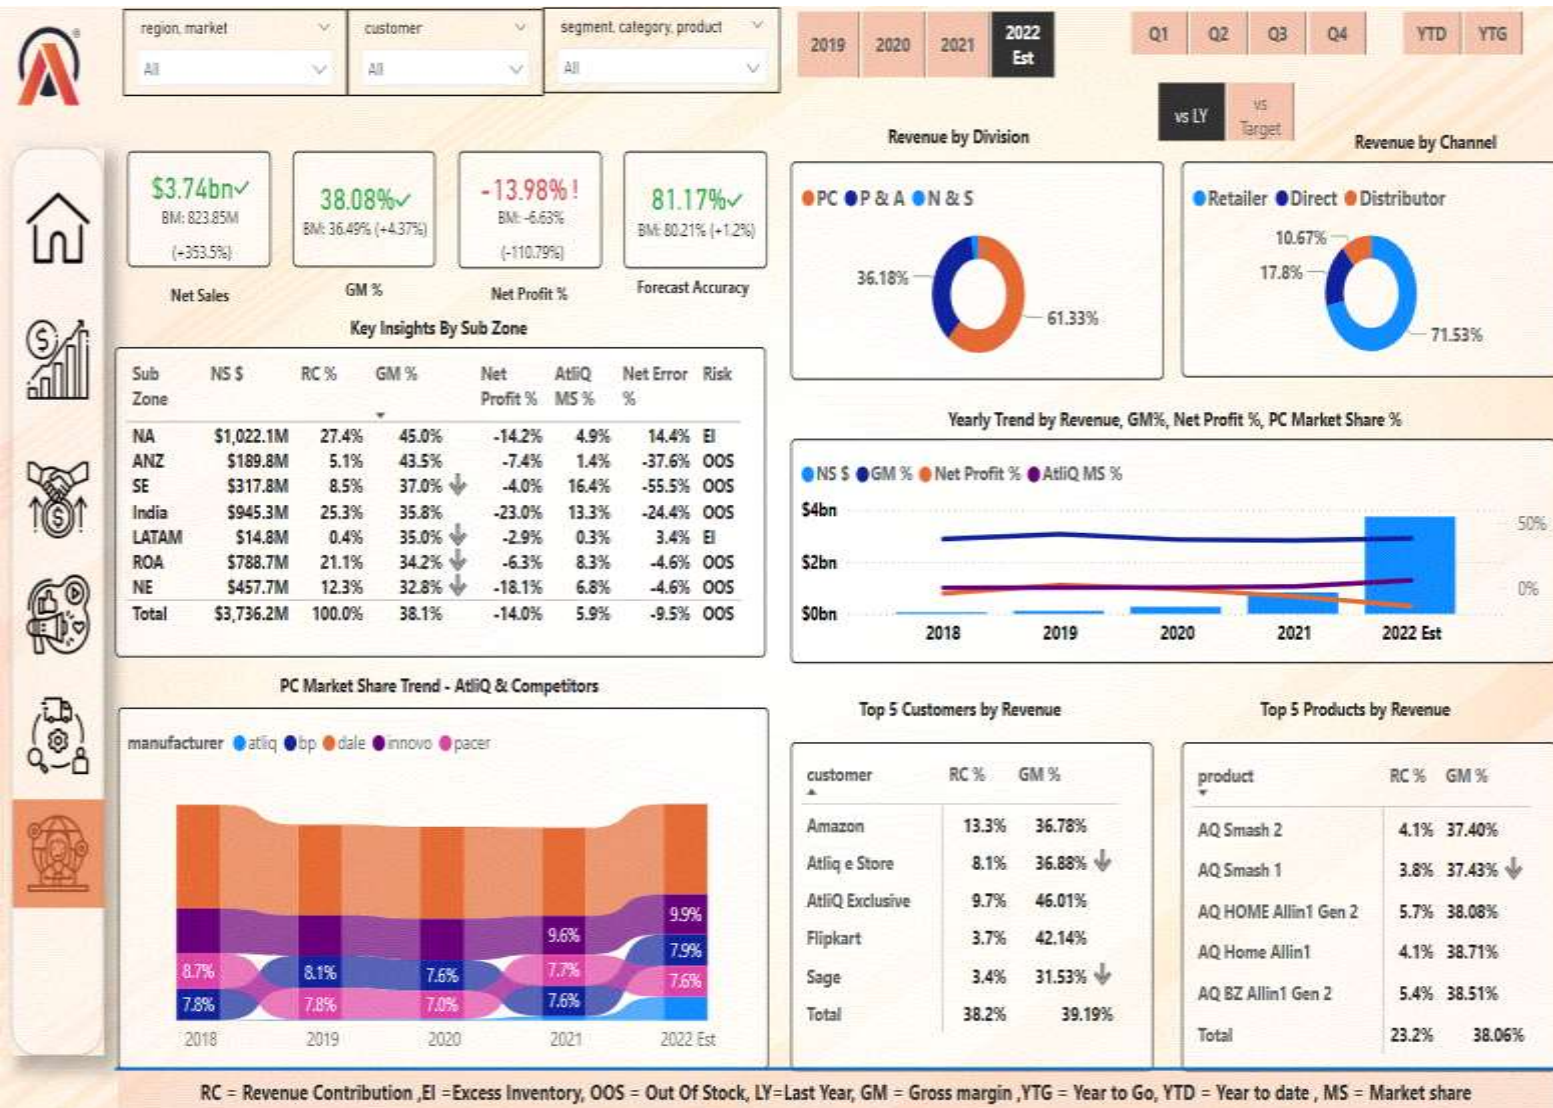 region, market
All
customer
All
segment, category, product
All
2019
2020
2021
2022
Est
Q1
Q2
Q3
Q4
YTD
YTG
vs LY
vs
Target
$3.74bn✓
BM: 823.85M
(+353.5%)
Net Sales
38.08%✓
BM: 36.49% (+4.37%)
GM %
-13.98% !
BM: -6.63%
(-110.79%)
Net Profit %
81.17%✓
BM: 80.21% (+1.2%)
Forecast Accuracy
Revenue by Division
PC P & A N & S
36.18%
61.33%
Revenue by Channel
Retailer Direct Distributor
10.67%
17.8%
71.53%
Key Insights By Sub Zone
Sub Zone NS $ RC % GM % Net Profit % AtliQ MS % Net Error % Risk
NA $1,022.1M 27.4% 45.0% -14.2% 4.9% 14.4% EI
ANZ $189.8M 5.1% 43.5% -7.4% 1.4% -37.6% OOS
SE $317.8M 8.5% 37.0% -4.0% 16.4% -55.5% OOS
India $945.3M 25.3% 35.8% -23.0% 13.3% -24.4% OOS
LATAM $14.8M 0.4% 35.0% -2.9% 0.3% 3.4% EI
ROA $788.7M 21.1% 34.2% -6.3% 8.3% -4.6% OOS
NE $457.7M 12.3% 32.8% -18.1% 6.8% -4.6% OOS
Total $3,736.2M 100.0% 38.1% -14.0% 5.9% -9.5% OOS
Yearly Trend by Revenue, GM%, Net Profit %, PC Market Share %
NS $ GM % Net Profit % AtliQ MS %
$4bn
$2bn
$0bn
50%
0%
2018 2019 2020 2021 2022 Est
PC Market Share Trend - AtliQ & Competitors
manufacturer atliq bp dale innovo pacer
8.7%
7.8%
8.1%
7.8%
7.6%
7.0%
9.6%
7.7%
7.6%
9.9%
7.9%
7.6%
2018 2019 2020 2021 2022 Est
Top 5 Customers by Revenue
customer RC % GM %
Amazon 13.3% 36.78%
Atliq e Store 8.1% 36.88%
AtliQ Exclusive 9.7% 46.01%
Flipkart 3.7% 42.14%
Sage 3.4% 31.53%
Total 38.2% 39.19%
Top 5 Products by Revenue
product RC % GM %
AQ Smash 2 4.1% 37.40%
AQ Smash 1 3.8% 37.43%
AQ HOME Allin1 Gen 2 5.7% 38.08%
AQ Home Allin1 4.1% 38.71%
AQ BZ Allin1 Gen 2 5.4% 38.51%
Total 23.2% 38.06%
RC = Revenue Contribution ,EI =Excess Inventory, OOS = Out Of Stock, LY=Last Year, GM = Gross margin ,YTG = Year to Go, YTD = Year to date , MS = Market share